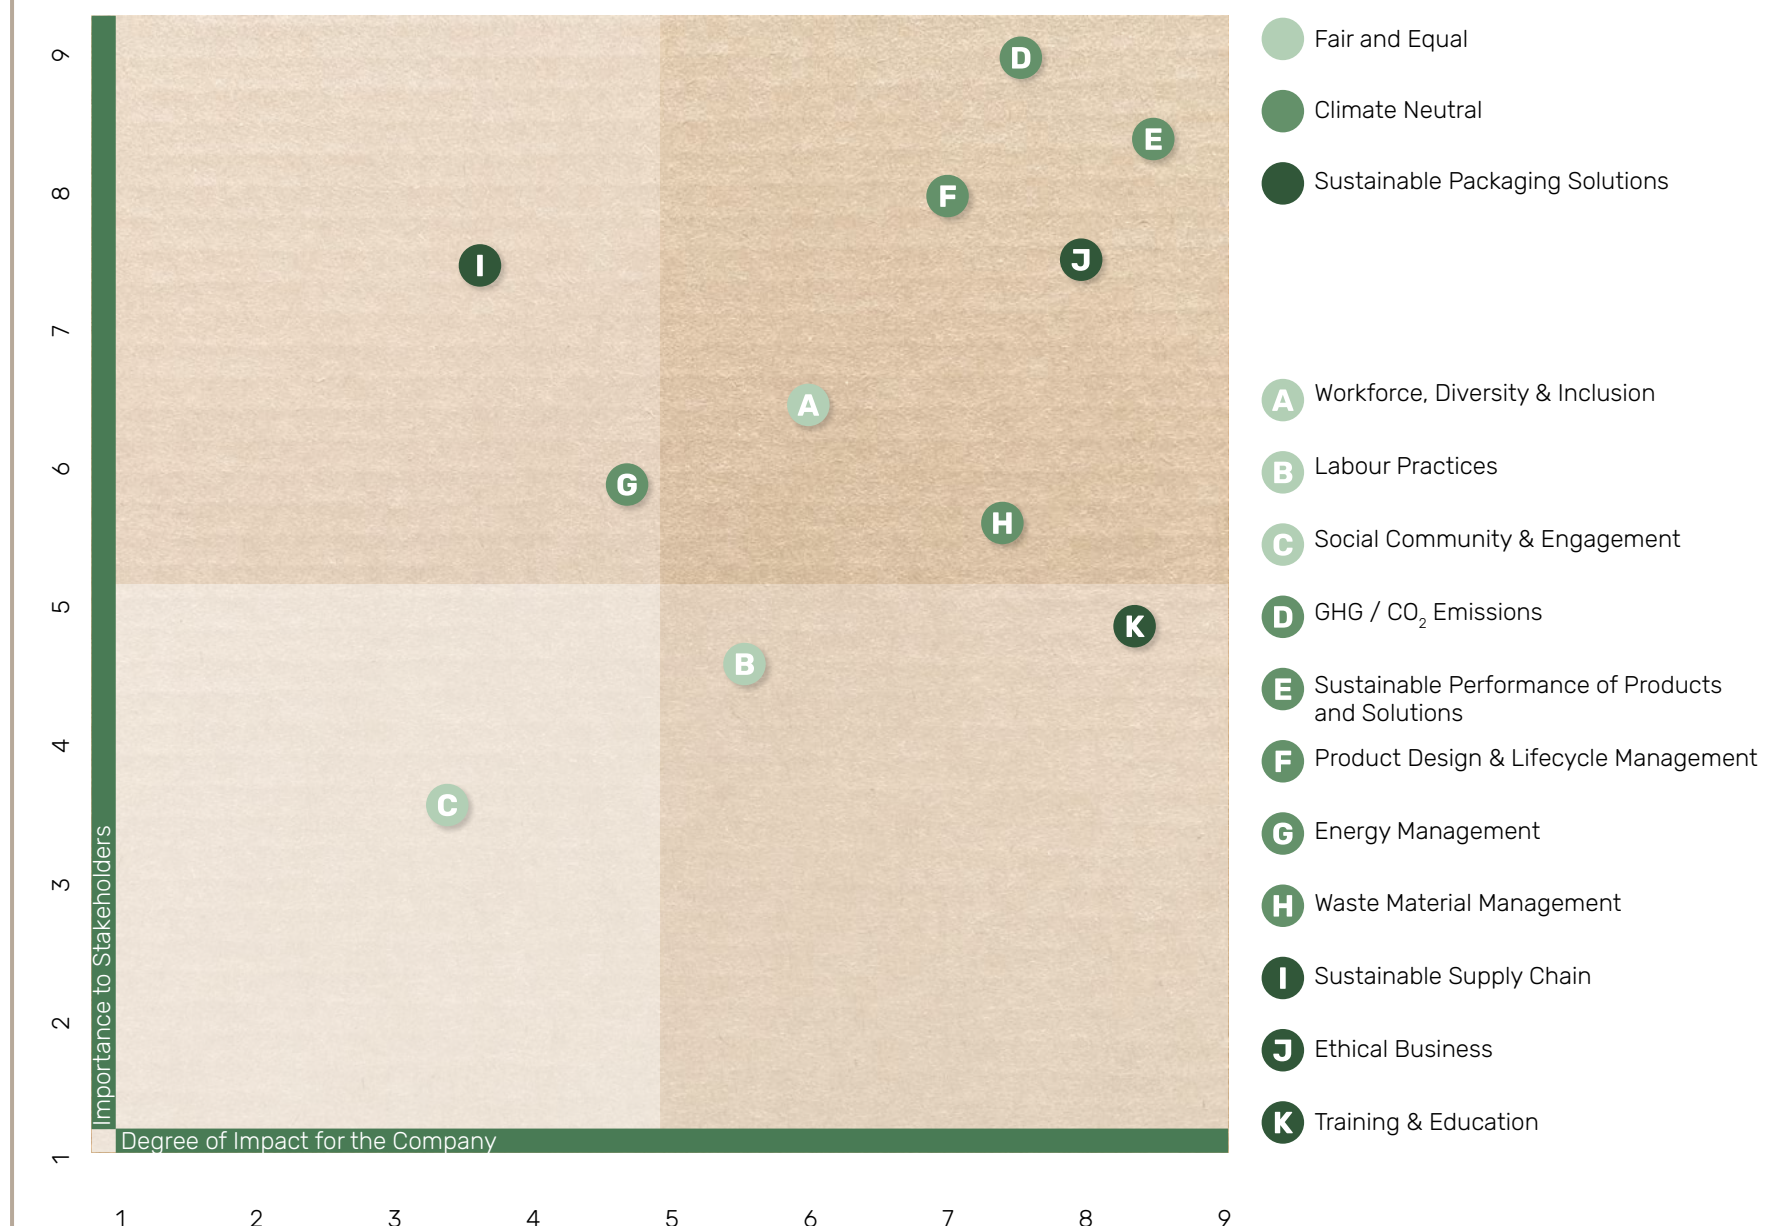 9
8
7
6
5
4
3
2
1
Importance to Stakeholders
Degree of Impact for the Company
1 2 3 4 5 6 7 8 9
D
E
F
I
J
A
G
H
K
B
C
Fair and Equal
Climate Neutral
Sustainable Packaging Solutions
A Workforce, Diversity & Inclusion
B Labour Practices
C Social Community & Engagement
D GHG / CO₂ Emissions
E Sustainable Performance of Products
and Solutions
F Product Design & Lifecycle Management
G Energy Management
H Waste Material Management
I Sustainable Supply Chain
J Ethical Business
K Training & Education